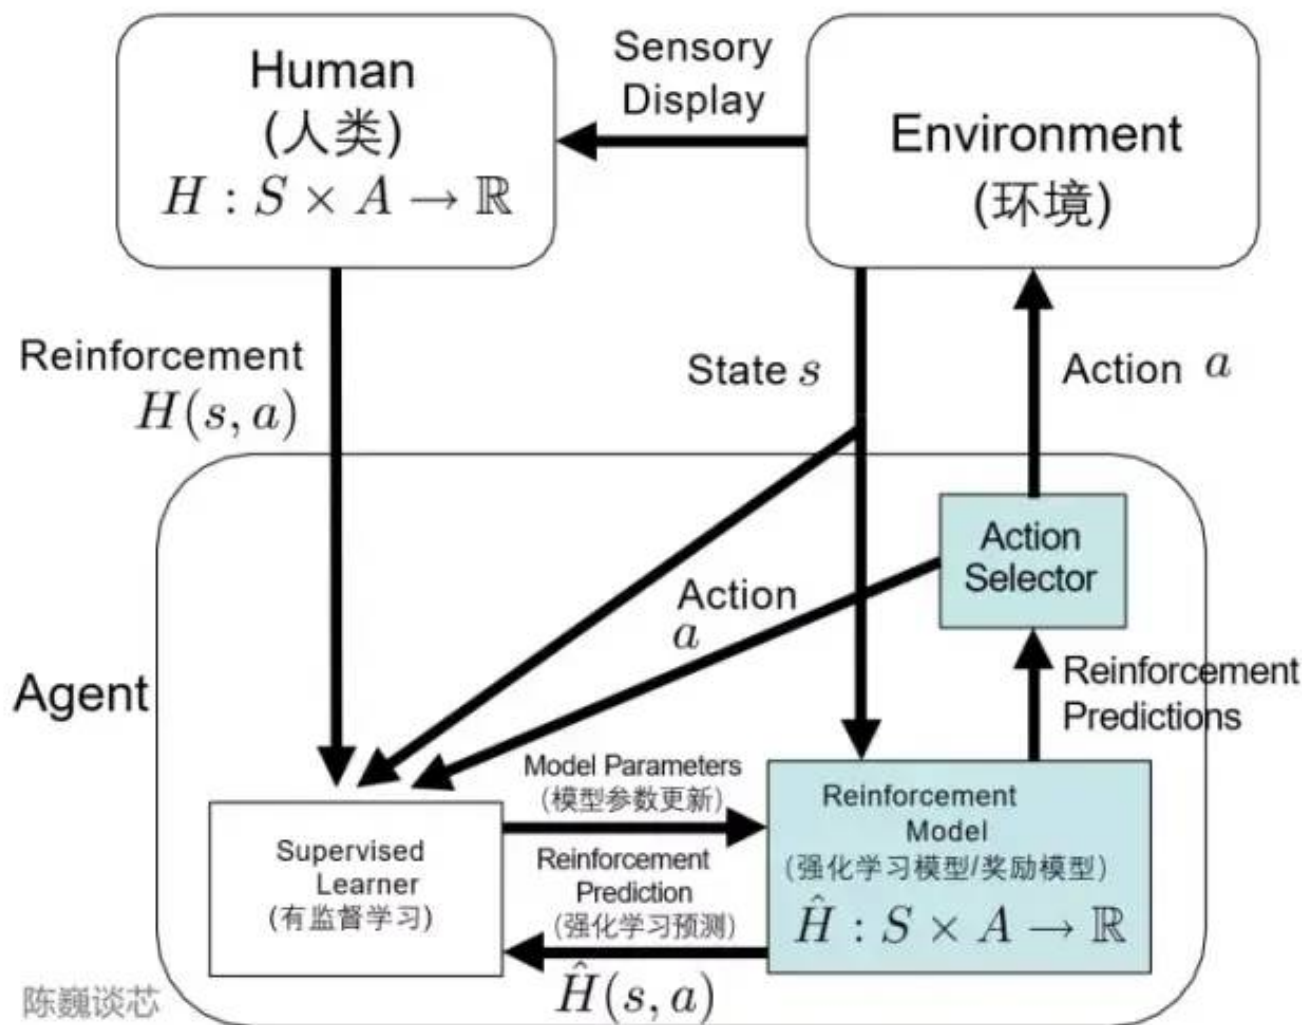 Human
(人类)
H : S × A → ℝ
Sensory
Display
Environment
(环境)
Reinforcement
H(s, a)
State s
Action a
Agent
Action
Selector
Action
a
Reinforcement
Predictions
Model Parameters
(模型参数更新)
Reinforcement
Prediction
(强化学习预测)
Ĥ(s, a)
Supervised
Learner
(有监督学习)
Reinforcement
Model
(强化学习模型/奖励模型)
Ĥ : S × A → ℝ
陈巍谈芯